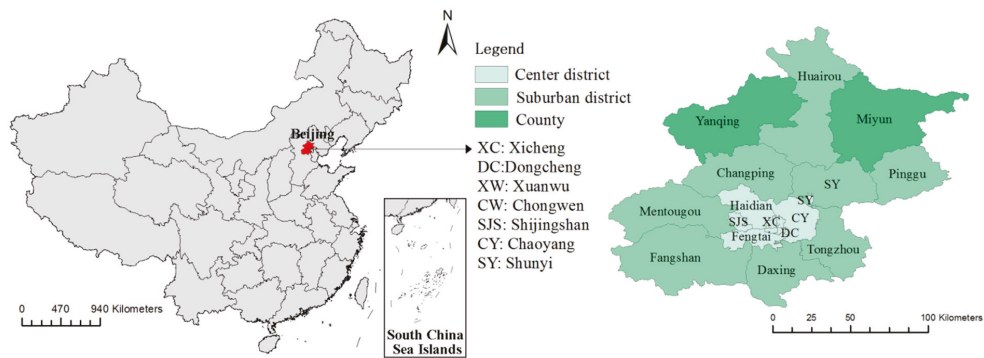 N
Legend
Center district
Suburban district
County
Beijing
XC: Xicheng
DC:Dongcheng
XW: Xuanwu
CW: Chongwen
SJS: Shijingshan
CY: Chaoyang
SY: Shunyi
0 470 940 Kilometers
South China
Sea Islands
Huairou
Yanqing
Miyun
Changping
SY
Pinggu
SY
Haidian
Mentougou
SJS
XC
CY
Fengtai
DC
Tongzhou
Fangshan
Daxing
0 25 50 100 Kilometers